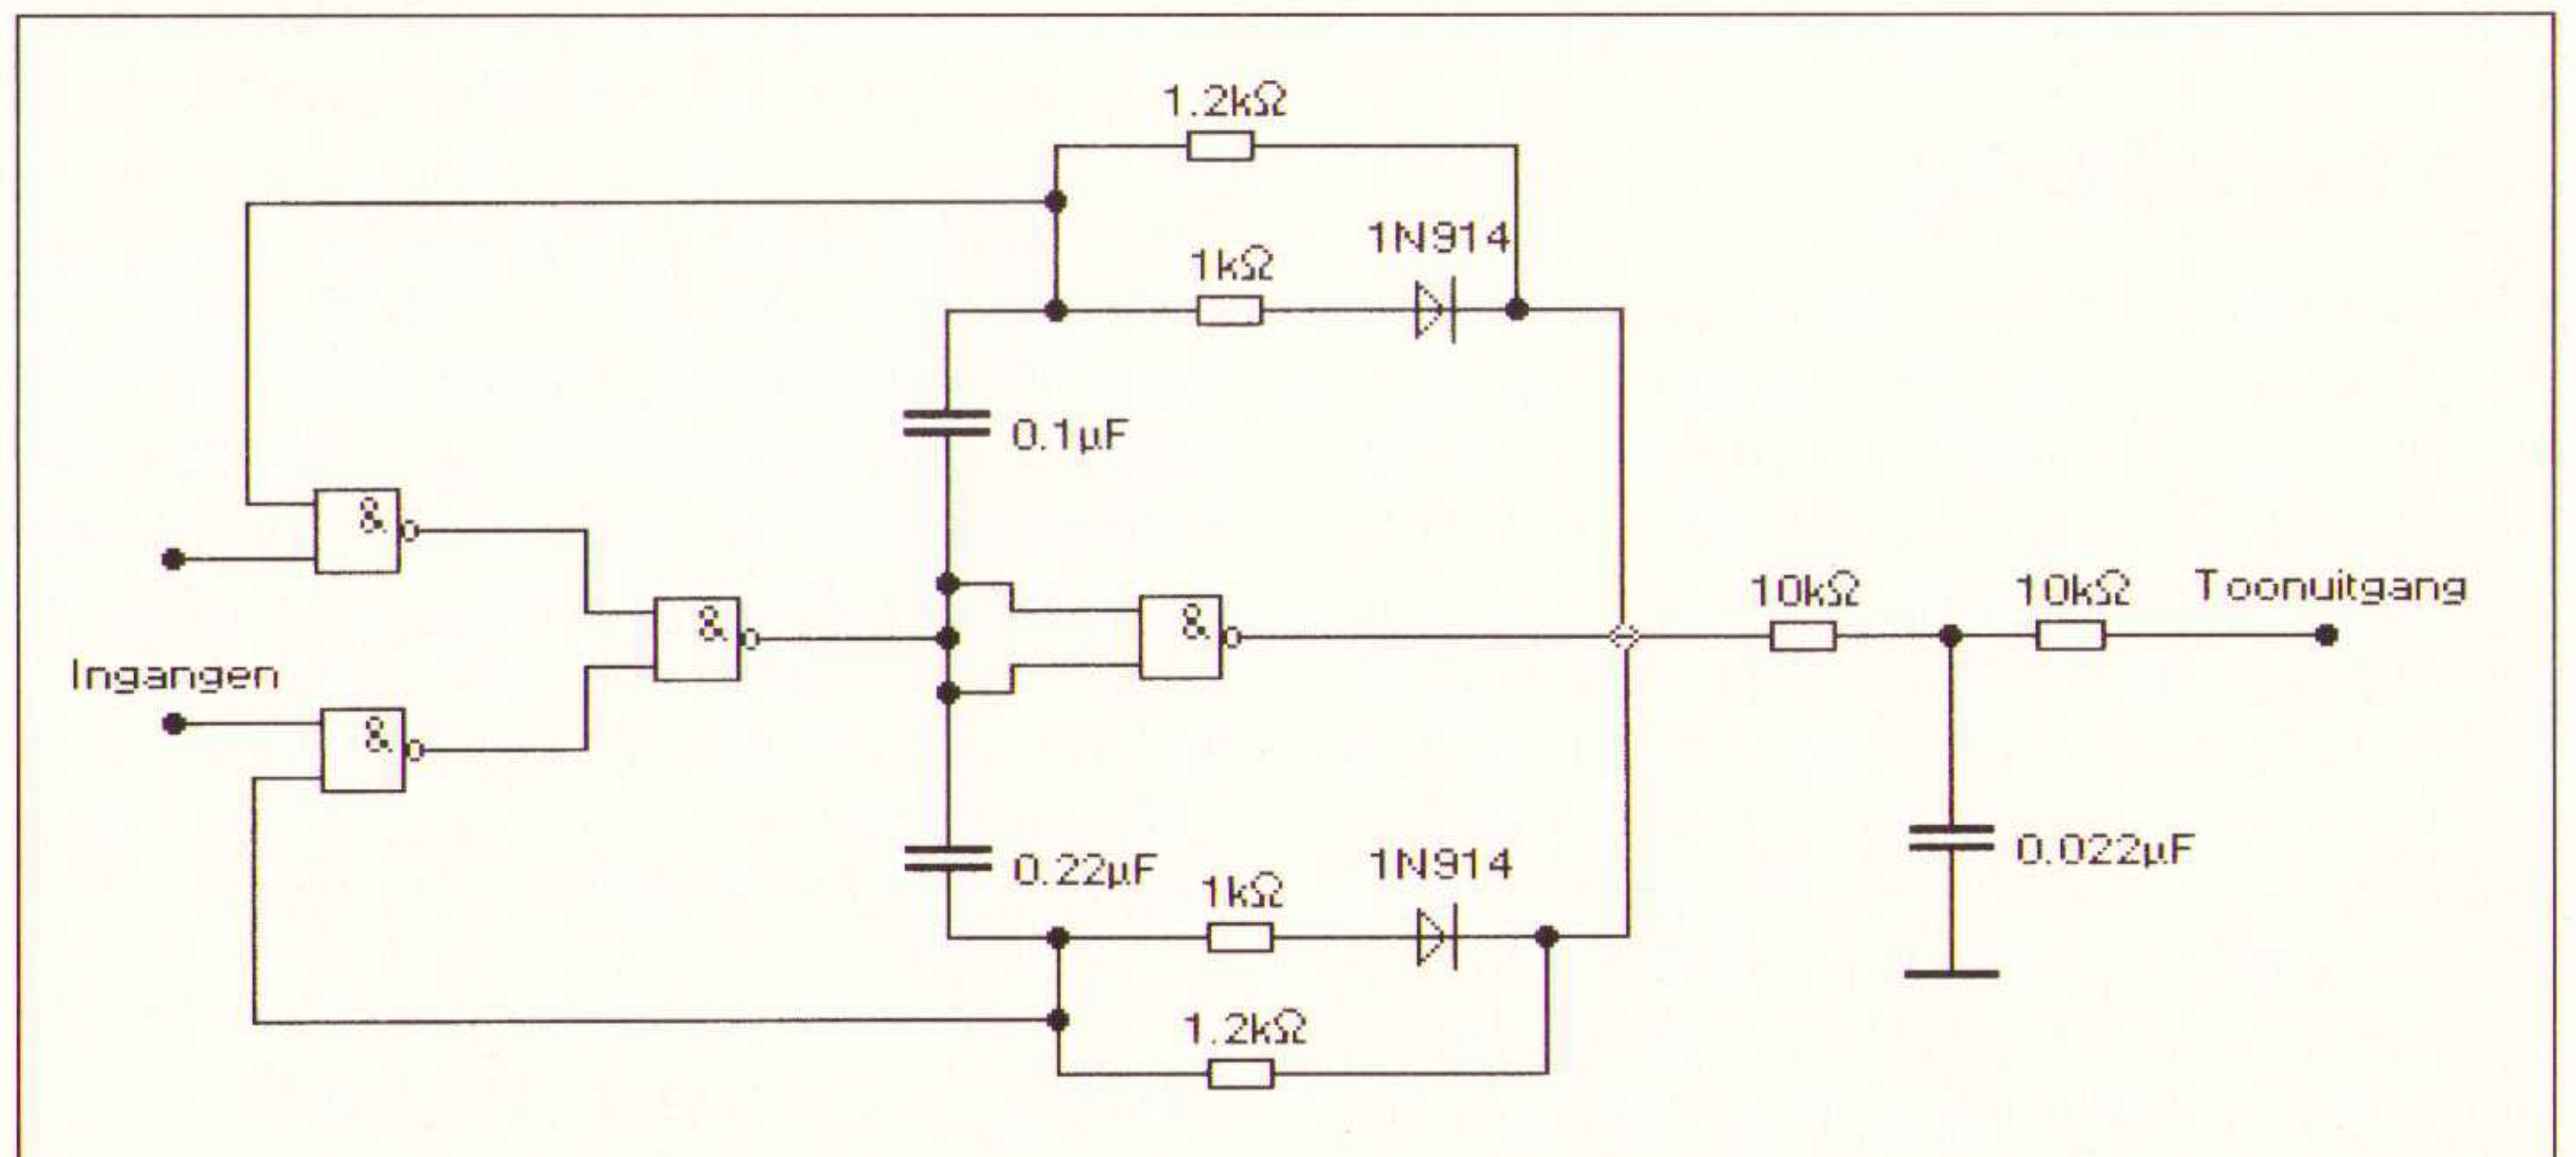 1.2kΩ
1N914
1kΩ
0.1µF
&
&
&
10kΩ
10kΩ
Toonuitgang
Ingangen
&
0.22µF
1kΩ
1N914
0.022µF
1.2kΩ